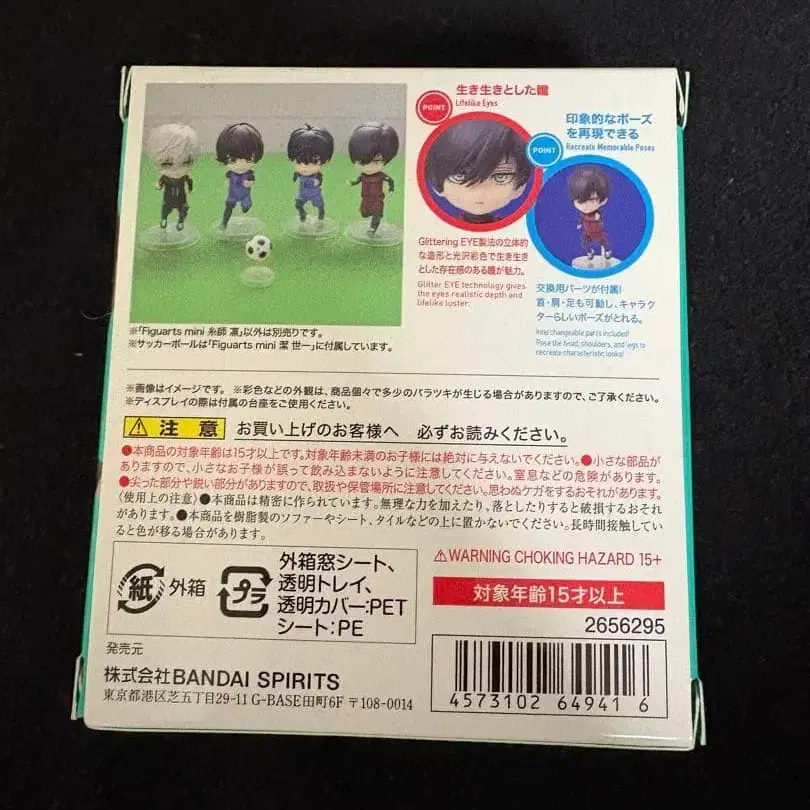 POINT
生き生きとした瞳
Lifelike Eyes
POINT
印象的なポーズ
を再現できる
Recreate Memorable Poses
Glittering EYE製法の立体的
な造形と光沢彩色で生き生き
とした存在感のある瞳が魅力。
Glitter EYE technology gives
the eyes realistic depth and
lifelike luster.
交換用パーツが付属!
首・肩・足も可動し、キャラク
ターらしいポーズがとれる。
Interchangeable parts included!
Pose the head, shoulders, and legs to
recreate characteristic looks!
※「Figuarts mini 糸師 凛」以外は別売りです。
※サッカーボールは「Figuarts mini 潔 世一」に付属しています。
※画像はイメージです。 ※彩色などの外観は、商品個々で多少のバラツキが生じる場合がありますので、ご了承ください。
※ディスプレイの際は付属の台座をご使用ください。
注意 お買い上げのお客様へ 必ずお読みください。
●本商品の対象年齢は15才以上です。対象年齢未満のお子様には絶対に与えないでください。●小さな部品が
ありますので、小さなお子様が誤って飲み込まないように注意してください。窒息などの危険があります。
●尖った部分や鋭い部分がありますので、取扱や保管場所に注意してください。思わぬケガをするおそれがあります。
〈使用上の注意〉●本商品は精密に作られています。無理な力を加えたり、落としたりすると破損するおそれ
があります。●本商品を樹脂製のソファーやシート、タイルなどの上に置かないでください。長時間接触してい
ると色が移る場合があります。
紙 外箱
プラ
外箱窓シート、
透明トレイ、
透明カバー:PET
シート:PE
⚠WARNING CHOKING HAZARD 15+
対象年齢15才以上
2656295
発売元
株式会社BANDAI SPIRITS
東京都港区芝五丁目29-11 G-BASE田町6F 〒108-0014
4573102 649416